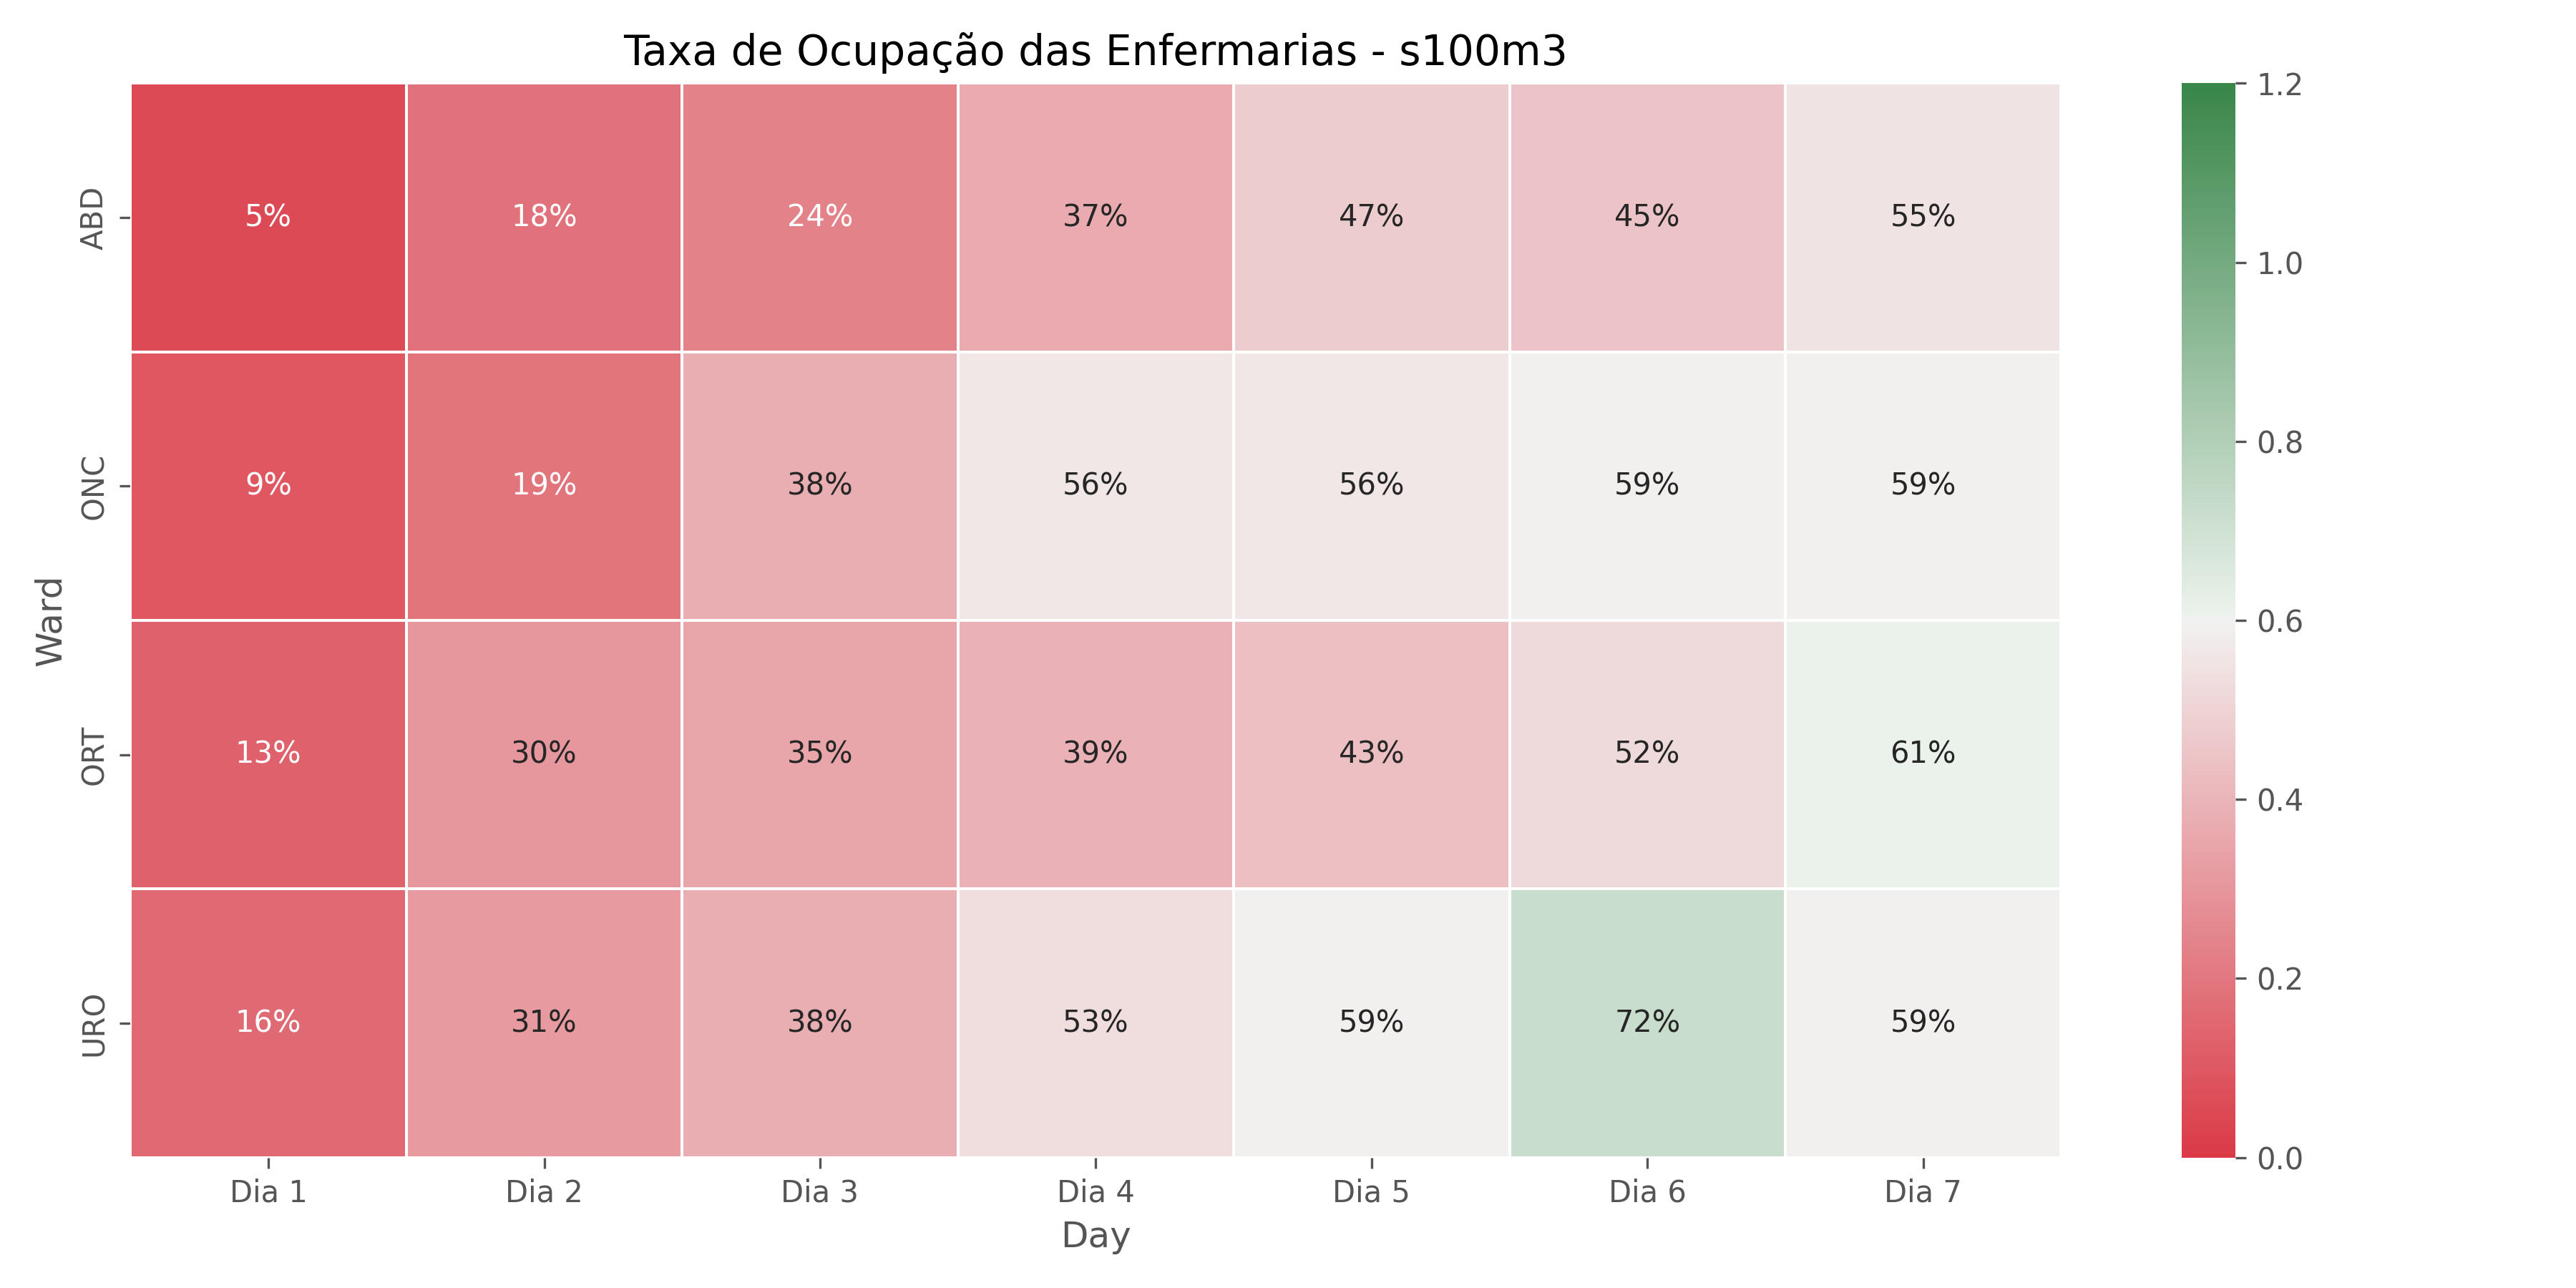 Taxa de Ocupação das Enfermarias - s100m3
Ward
ABD 5% 18% 24% 37% 47% 45% 55%
ONC 9% 19% 38% 56% 56% 59% 59%
ORT 13% 30% 35% 39% 43% 52% 61%
URO 16% 31% 38% 53% 59% 72% 59%
Dia 1 Dia 2 Dia 3 Dia 4 Dia 5 Dia 6 Dia 7
Day
1.2
1.0
0.8
0.6
0.4
0.2
0.0